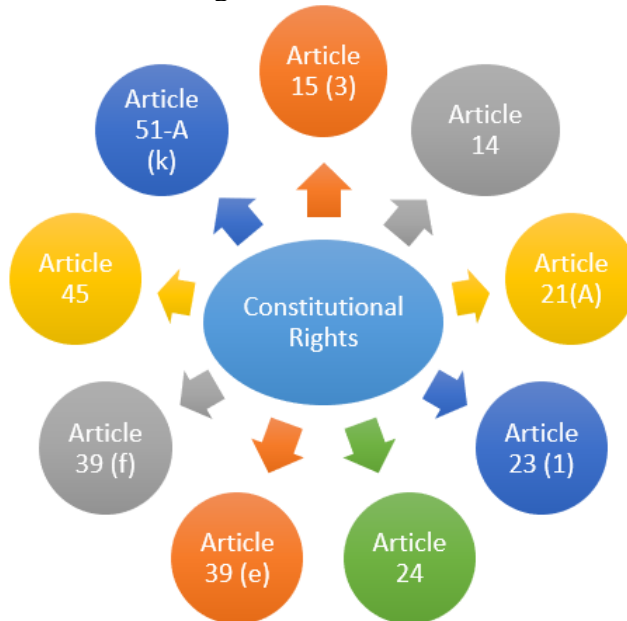 Article
15 (3)
Article
14
Article
21(A)
Article
23 (1)
Article
24
Article
39 (e)
Article
39 (f)
Article
45
Article
51-A
(k)
Constitutional
Rights